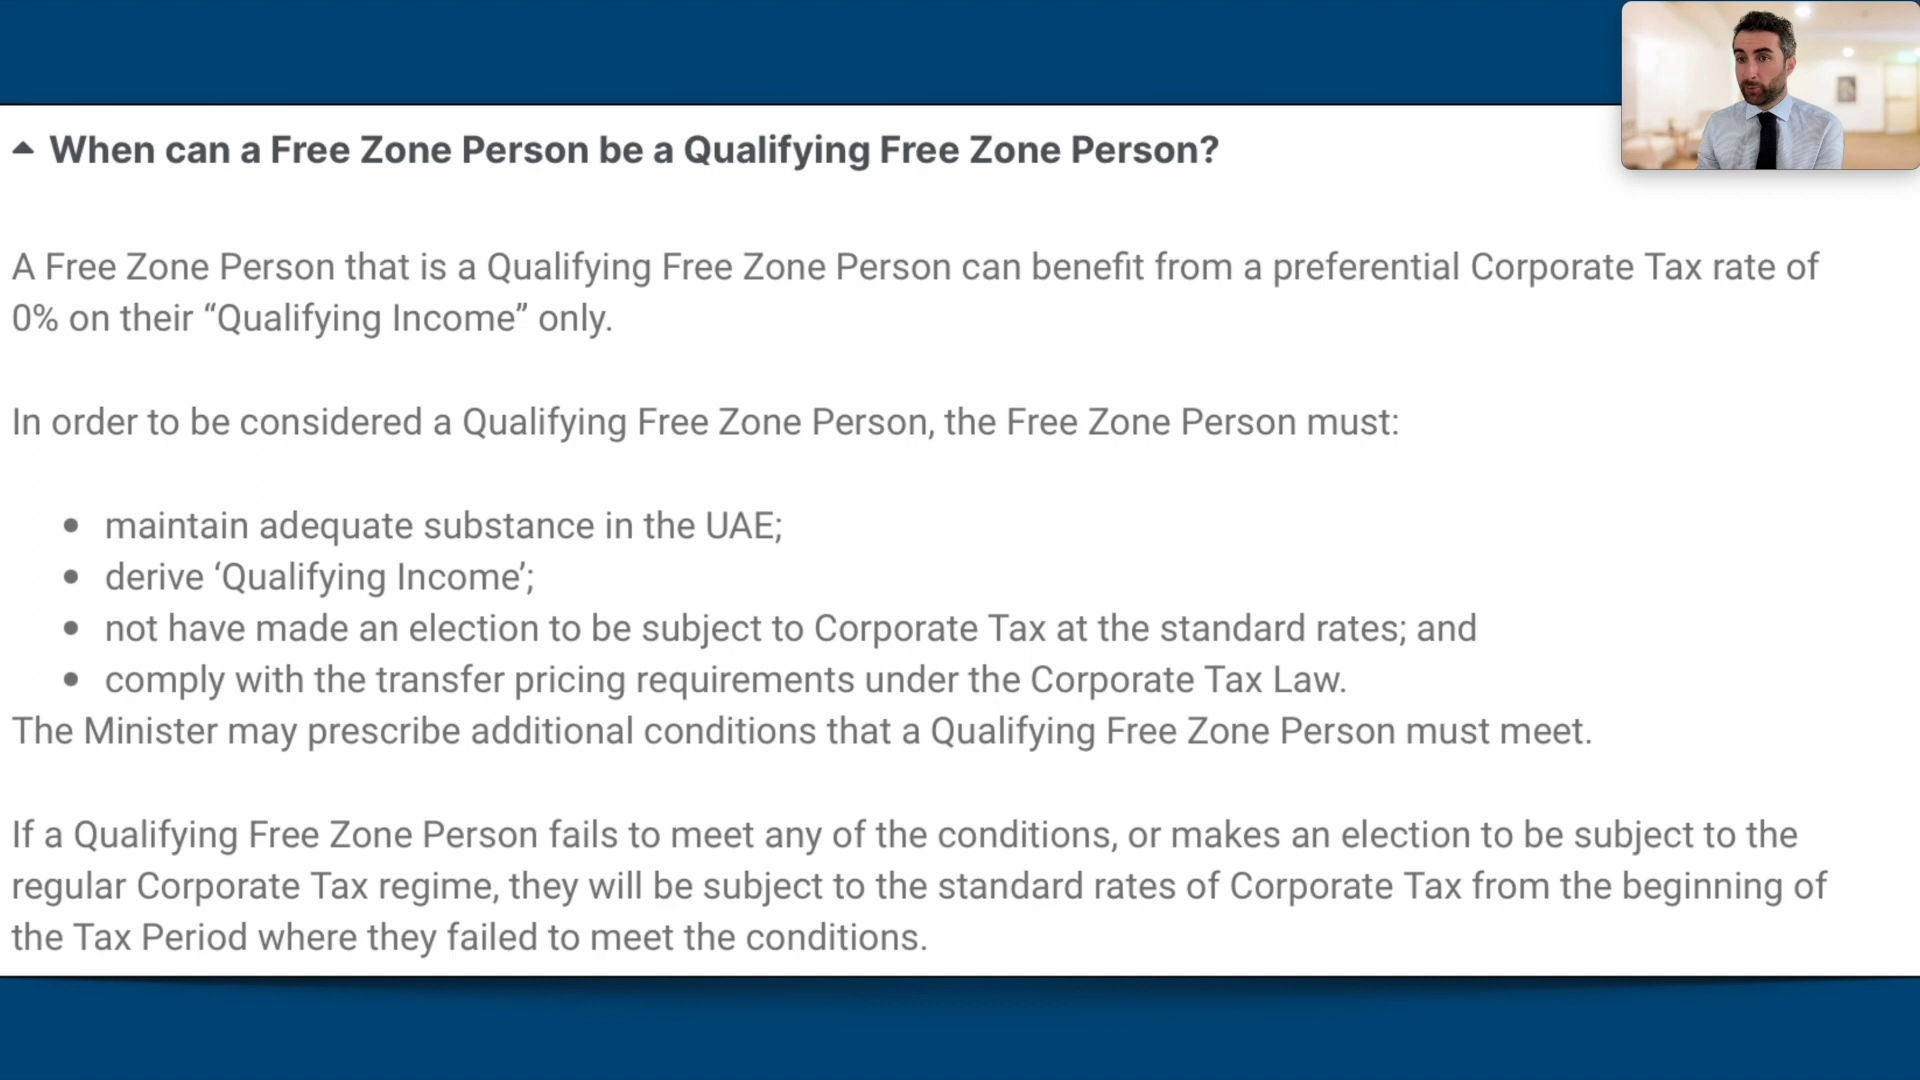 When can a Free Zone Person be a Qualifying Free Zone Person?
A Free Zone Person that is a Qualifying Free Zone Person can benefit from a preferential Corporate Tax rate of
0% on their “Qualifying Income” only.
In order to be considered a Qualifying Free Zone Person, the Free Zone Person must:
• maintain adequate substance in the UAE;
• derive ‘Qualifying Income’;
• not have made an election to be subject to Corporate Tax at the standard rates; and
• comply with the transfer pricing requirements under the Corporate Tax Law.
The Minister may prescribe additional conditions that a Qualifying Free Zone Person must meet.
If a Qualifying Free Zone Person fails to meet any of the conditions, or makes an election to be subject to the
regular Corporate Tax regime, they will be subject to the standard rates of Corporate Tax from the beginning of
the Tax Period where they failed to meet the conditions.